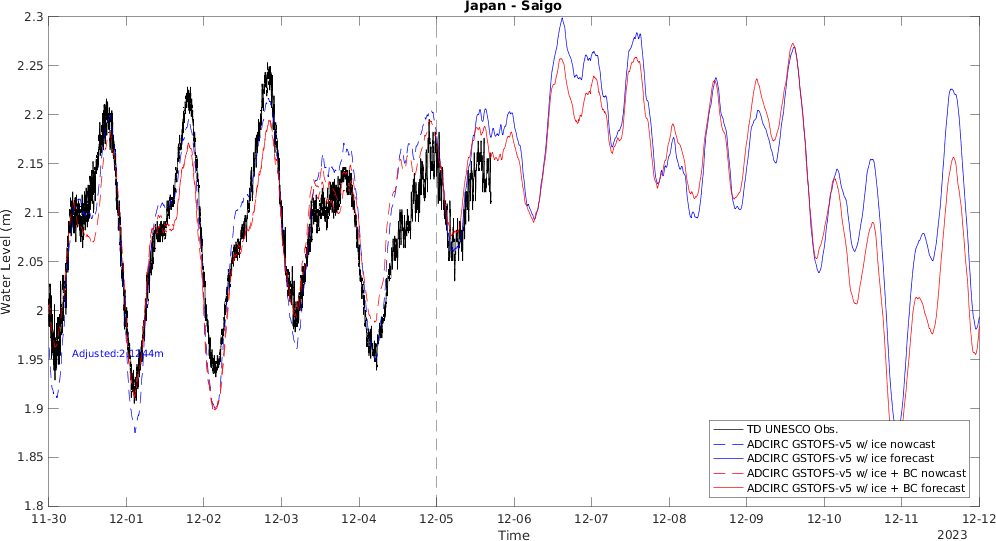 Japan - Saigo
Water Level (m)
2.3
2.25
2.2
2.15
2.1
2.05
2
1.95
1.9
1.85
1.8
TD UNESCO Obs.
ADCIRC GSTOFS-v5 w/ ice nowcast
ADCIRC GSTOFS-v5 w/ ice forecast
ADCIRC GSTOFS-v5 w/ ice + BC nowcast
ADCIRC GSTOFS-v5 w/ ice + BC forecast
11-30 12-01 12-02 12-03 12-04 12-05 12-06 12-07 12-08 12-09 12-10 12-11 12-12
Time
2023